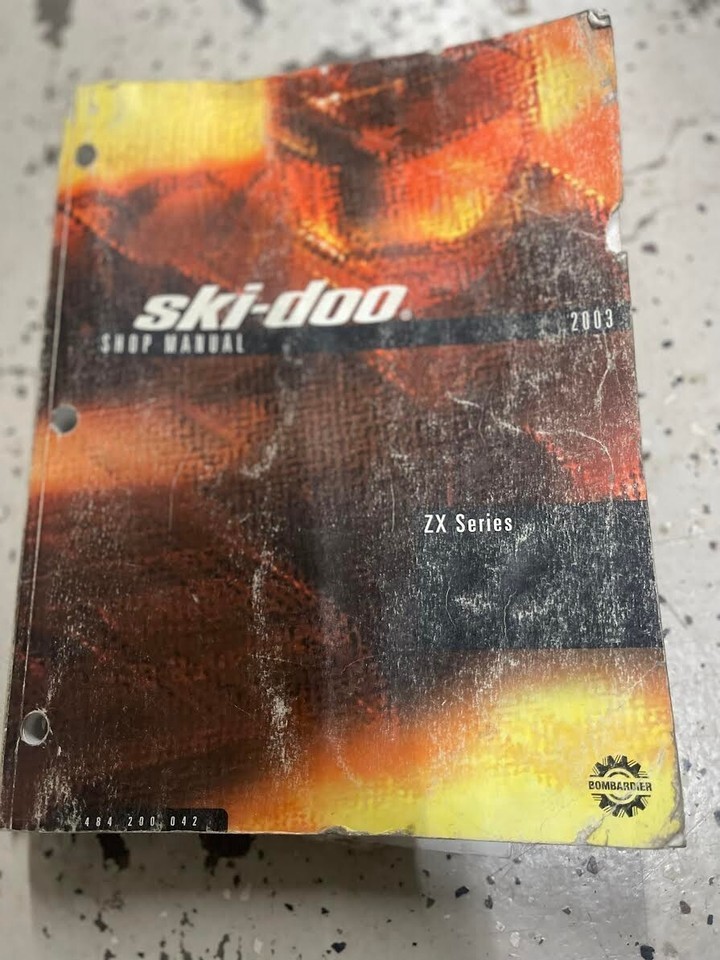 ski-doo®
2003
SHOP MANUAL
ZX Series
BOMBARDIER
484 200 042